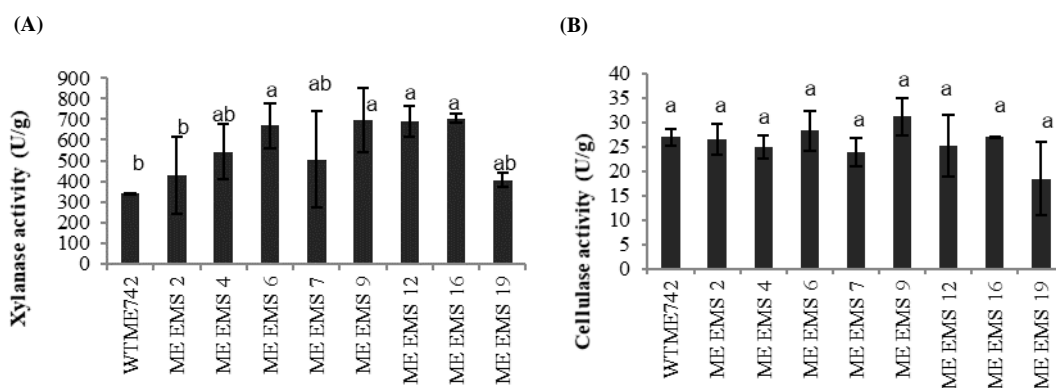 (A)
Xylanase activity (U/g)
900
800
700
600
500
400
300
200
100
0
b
b
ab
a
ab
a
a
a
ab
WTME742
ME EMS 2
ME EMS 4
ME EMS 6
ME EMS 7
ME EMS 9
ME EMS 12
ME EMS 16
ME EMS 19
(B)
Cellulase activity (U/g)
40
35
30
25
20
15
10
5
0
a
a
a
a
a
a
a
a
a
WTME742
ME EMS 2
ME EMS 4
ME EMS 6
ME EMS 7
ME EMS 9
ME EMS 12
ME EMS 16
ME EMS 19